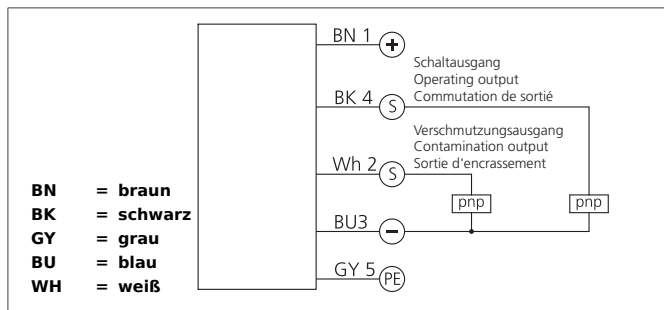 BN 1 +
Schaltausgang
Operating output
Commutation de sortié
BK 4 S
Verschmutzungsausgang
Contamination output
Sortie d'encrassement
Wh 2 S
pnp pnp
BU3 −
GY 5 PE
BN = braun
BK = schwarz
GY = grau
BU = blau
WH = weiß